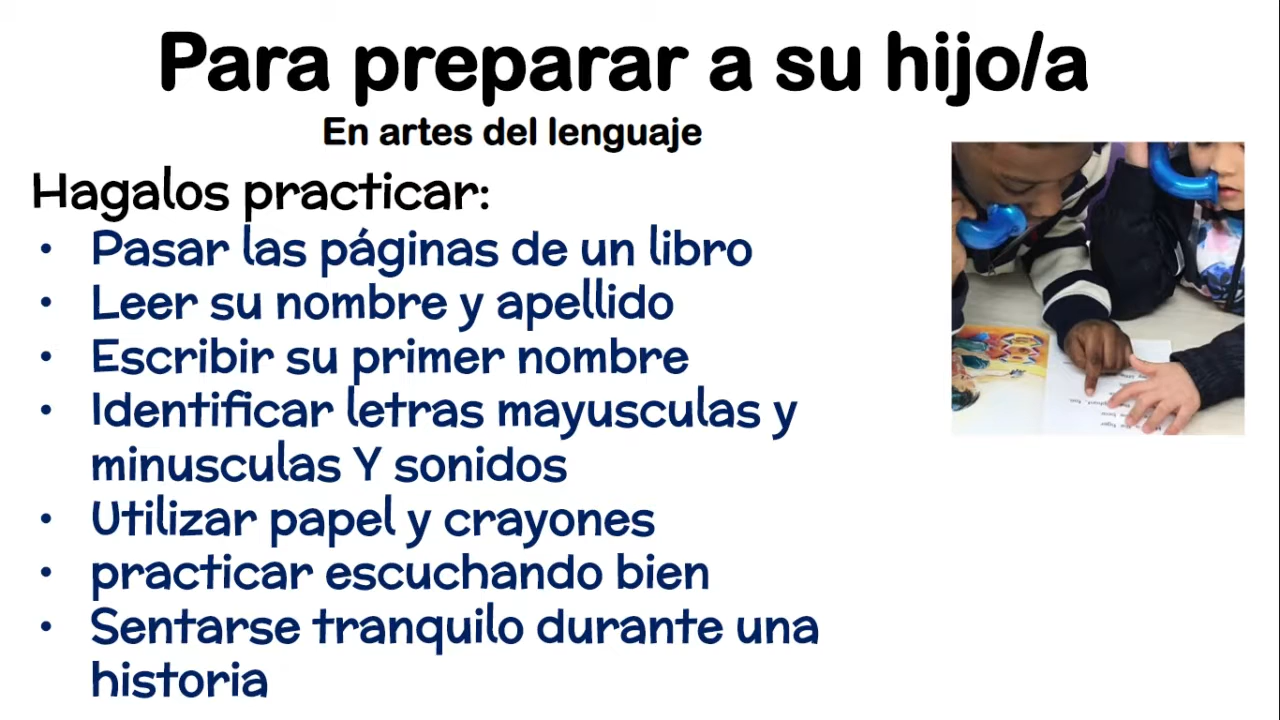 Para preparar a su hijo/a
En artes del lenguaje
Hagalos practicar:
• Pasar las páginas de un libro
• Leer su nombre y apellido
• Escribir su primer nombre
• Identificar letras mayusculas y
minusculas Y sonidos
• Utilizar papel y crayones
• practicar escuchando bien
• Sentarse tranquilo durante una
historia